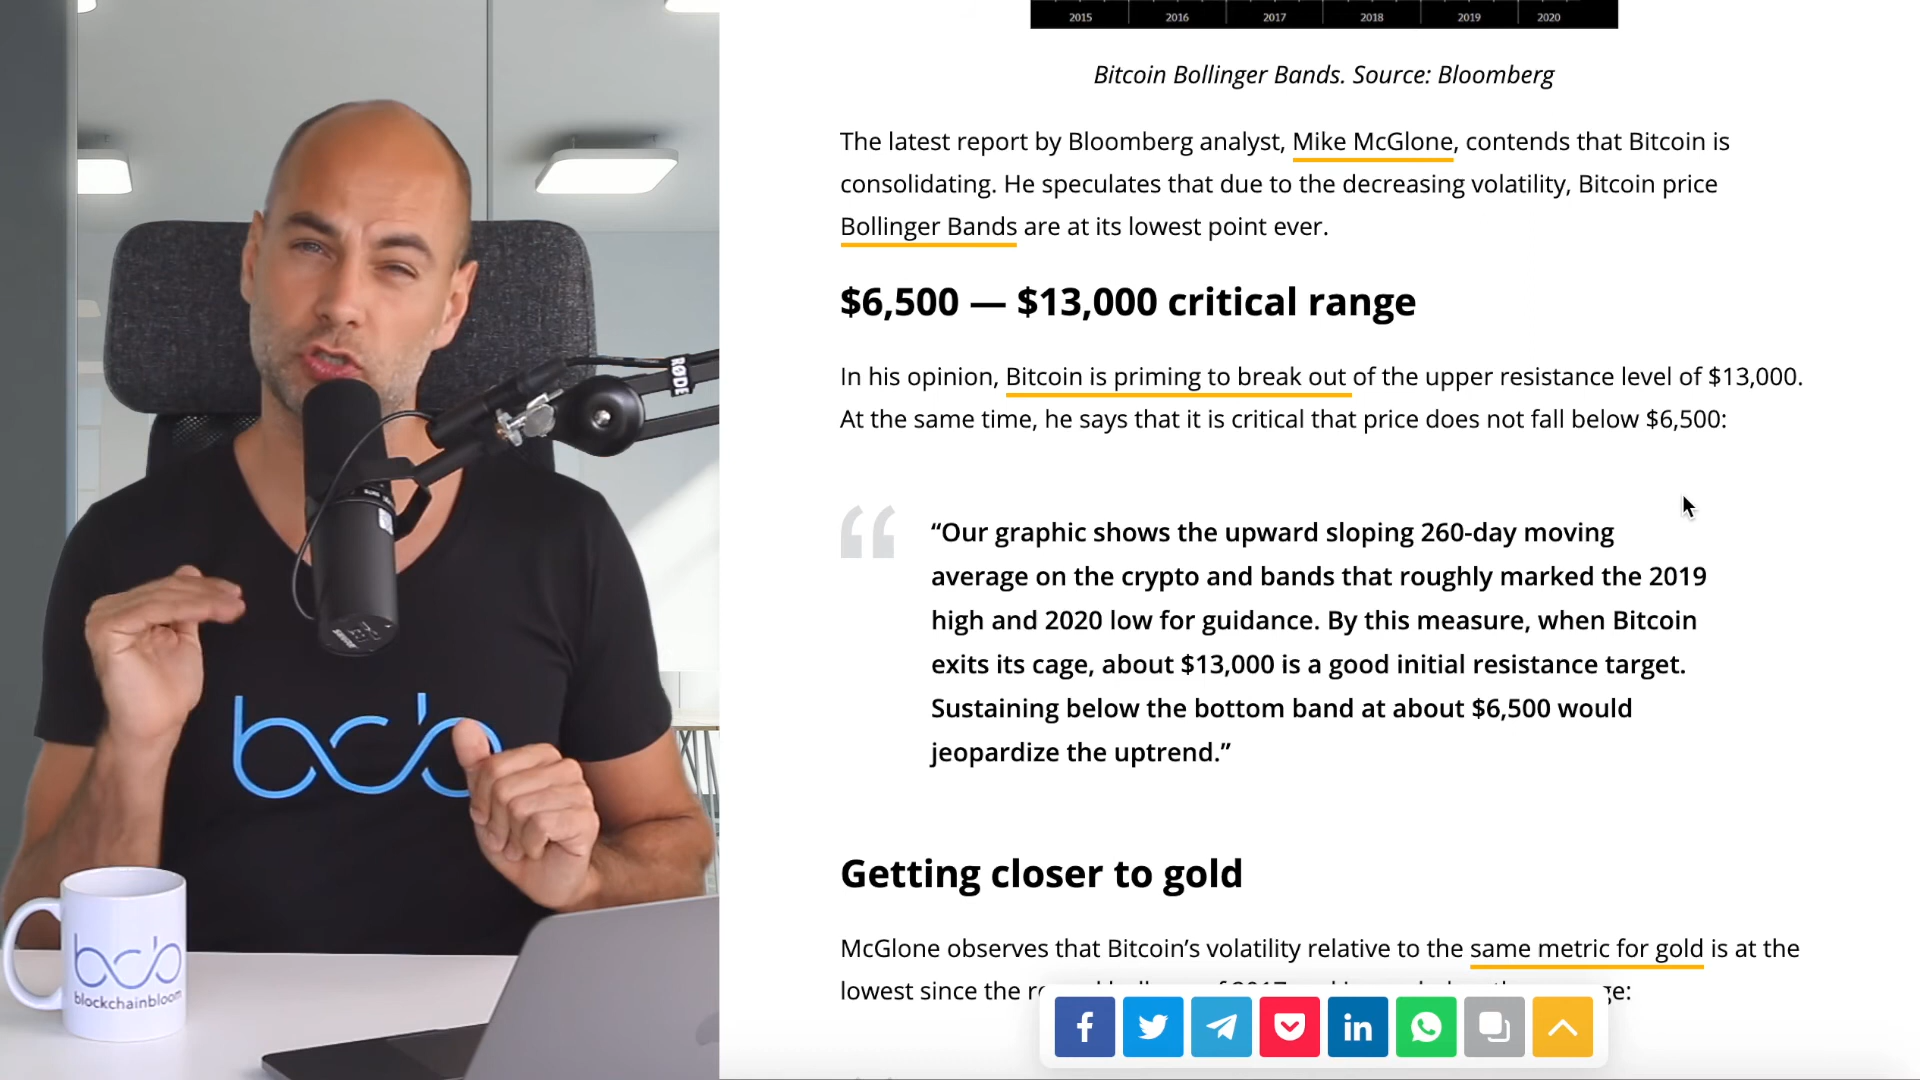 2015 2016 2017 2018 2019 2020
Bitcoin Bollinger Bands. Source: Bloomberg
The latest report by Bloomberg analyst, Mike McGlone, contends that Bitcoin is
consolidating. He speculates that due to the decreasing volatility, Bitcoin price
Bollinger Bands are at its lowest point ever.
$6,500 — $13,000 critical range
In his opinion, Bitcoin is priming to break out of the upper resistance level of $13,000.
At the same time, he says that it is critical that price does not fall below $6,500:
“Our graphic shows the upward sloping 260-day moving
average on the crypto and bands that roughly marked the 2019
high and 2020 low for guidance. By this measure, when Bitcoin
exits its cage, about $13,000 is a good initial resistance target.
Sustaining below the bottom band at about $6,500 would
jeopardize the uptrend.”
Getting closer to gold
McGlone observes that Bitcoin’s volatility relative to the same metric for gold is at the
lowest since the
RØDE
bcb
bcb
blockchainbloom